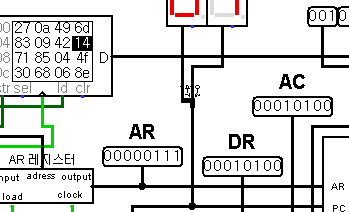 00 27 0a 49 6d
04 83 09 42 14
08 71 85 04 4f
0c 30 68 06 8e
D
str sel ld clr
001
AC
00010100
AR
00000111
DR
00010100
AR 레지스터
input adress output
load clock
AR
PC